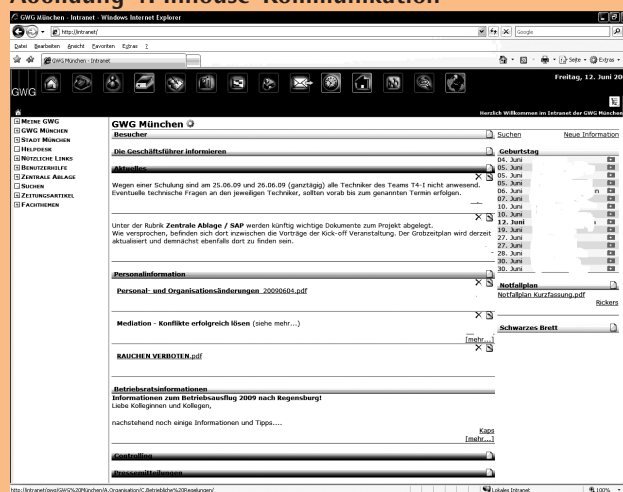 Abbildung 4: Inhouse-Kommunikation
GWG München - Intranet - Windows Internet Explorer
http://intranet/
Google
Datei Bearbeiten Ansicht Favoriten Extras ?
GWG München - Intranet
Seite Extras
GWG
Freitag, 12. Juni 20
Herzlich Willkommen im Intranet der GWG München
MEINE GWG
GWG MÜNCHEN
STADT MÜNCHEN
HELPDESK
NÜTZLICHE LINKS
BENUTZERHILFE
ZENTRALE ABLAGE
SUCHEN
ZEITUNGSARTIKEL
FACHTHEMEN
GWG München
Besucher
Die Geschäftsführer informieren
Aktuelles
Wegen einer Schulung sind am 25.06.09 und 26.06.09 (ganztägig) alle Techniker des Teams T4-I nicht anwesend.
Eventuelle technische Fragen an den jeweiligen Techniker, sollten vorab bis zum genannten Termin erfolgen.
Unter der Rubrik Zentrale Ablage / SAP werden künftig wichtige Dokumente zum Projekt abgelegt.
Wie versprochen, befinden sich dort inzwischen die Vorträge der Kick-off Veranstaltung. Der Grobzeitplan wird derzeit
aktualisiert und demnächst ebenfalls dort zu finden sein.
Personalinformation
Personal- und Organisationsänderungen_20090604.pdf
Mediation - Konflikte erfolgreich lösen (siehe mehr...)
[mehr...]
RAUCHEN VERBOTEN.pdf
Betriebsratsinformationen
Informationen zum Betriebsausflug 2009 nach Regensburg!
Liebe Kolleginnen und Kollegen,
nachstehend noch einige Informationen und Tipps....
Kaps
[mehr...]
Controlling
Pressemitteilungen
Suchen Neue Information
Geburtstag
04. Juni
05. Juni
05. Juni
05. Juni
06. Juni
07. Juni
10. Juni
10. Juni
12. Juni
19. Juni
27. Juni
27. Juni
28. Juni
30. Juni
30. Juni
Notfallplan
Notfallplan Kurzfassung.pdf
Rickers
Schwarzes Brett
http://intranet/gwg/GWG%20München/A.Organisation/C.Betriebliche%20Regelungen/
Lokales Intranet
100%